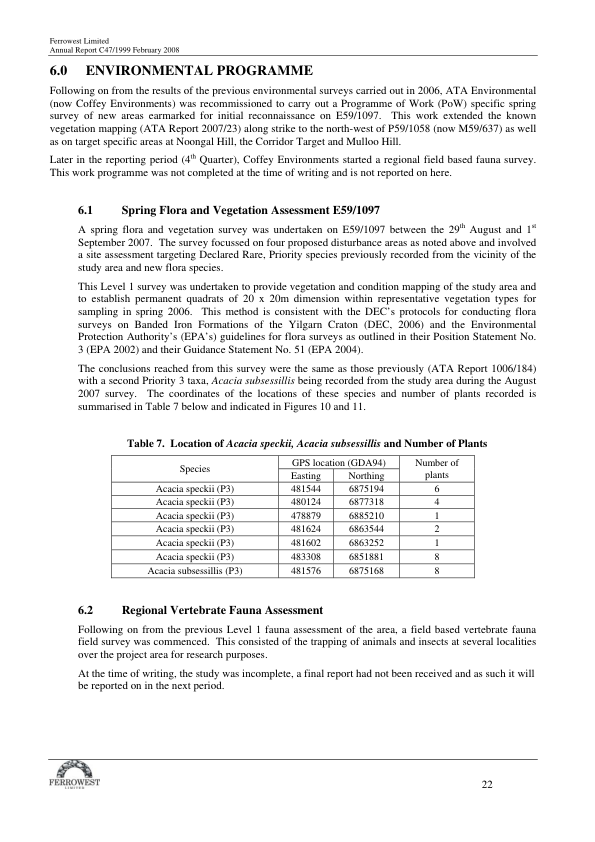 Ferrowest Limited
Annual Report C47/1999 February 2008
6.0 ENVIRONMENTAL PROGRAMME
Following on from the results of the previous environmental surveys carried out in 2006, ATA Environmental
(now Coffey Environments) was recommissioned to carry out a Programme of Work (PoW) specific spring
survey of new areas earmarked for initial reconnaissance on E59/1097. This work extended the known
vegetation mapping (ATA Report 2007/23) along strike to the north-west of P59/1058 (now M59/637) as well
as on target specific areas at Noongal Hill, the Corridor Target and Mulloo Hill.
Later in the reporting period (4th Quarter), Coffey Environments started a regional field based fauna survey.
This work programme was not completed at the time of writing and is not reported on here.
6.1 Spring Flora and Vegetation Assessment E59/1097
A spring flora and vegetation survey was undertaken on E59/1097 between the 29th August and 1st
September 2007. The survey focussed on four proposed disturbance areas as noted above and involved
a site assessment targeting Declared Rare, Priority species previously recorded from the vicinity of the
study area and new flora species.
This Level 1 survey was undertaken to provide vegetation and condition mapping of the study area and
to establish permanent quadrats of 20 x 20m dimension within representative vegetation types for
sampling in spring 2006. This method is consistent with the DEC's protocols for conducting flora
surveys on Banded Iron Formations of the Yilgarn Craton (DEC, 2006) and the Environmental
Protection Authority's (EPA's) guidelines for flora surveys as outlined in their Position Statement No.
3 (EPA 2002) and their Guidance Statement No. 51 (EPA 2004).
The conclusions reached from this survey were the same as those previously (ATA Report 1006/184)
with a second Priority 3 taxa, Acacia subsessillis being recorded from the study area during the August
2007 survey. The coordinates of the locations of these species and number of plants recorded is
summarised in Table 7 below and indicated in Figures 10 and 11.
Table 7. Location of Acacia speckii, Acacia subsessillis and Number of Plants
Species GPS location (GDA94) Number of plants
Easting Northing
Acacia speckii (P3) 481544 6875194 6
Acacia speckii (P3) 480124 6877318 4
Acacia speckii (P3) 478879 6885210 1
Acacia speckii (P3) 481624 6863544 2
Acacia speckii (P3) 481602 6863252 1
Acacia speckii (P3) 483308 6851881 8
Acacia subsessillis (P3) 481576 6875168 8
6.2 Regional Vertebrate Fauna Assessment
Following on from the previous Level 1 fauna assessment of the area, a field based vertebrate fauna
field survey was commenced. This consisted of the trapping of animals and insects at several localities
over the project area for research purposes.
At the time of writing, the study was incomplete, a final report had not been received and as such it will
be reported on in the next period.
FERROWEST
LIMITED
22